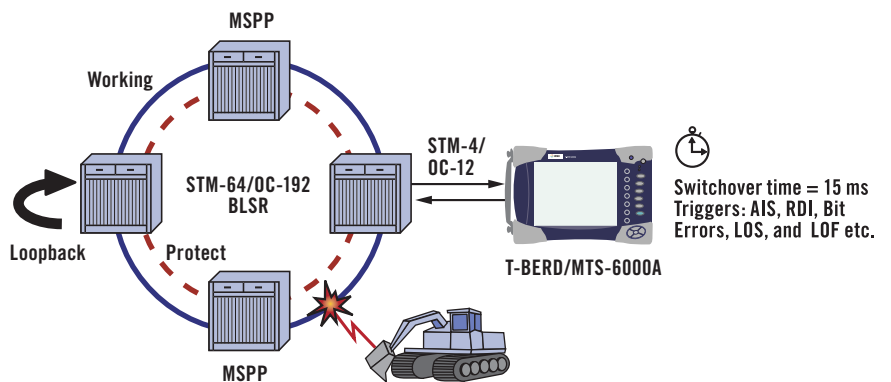 MSPP
Working
STM-4/
OC-12
STM-64/OC-192
BLSR
Switchover time = 15 ms
Triggers: AIS, RDI, Bit
Errors, LOS, and LOF etc.
Loopback
Protect
T-BERD/MTS-6000A
MSPP